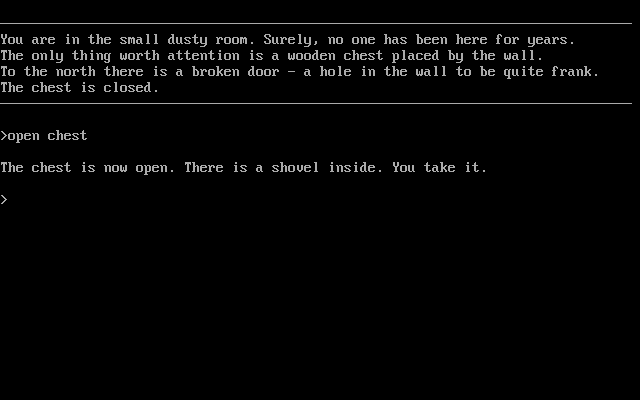 You are in the small dusty room. Surely, no one has been here for years.
The only thing worth attention is a wooden chest placed by the wall.
To the north there is a broken door - a hole in the wall to be quite frank.
The chest is closed.
>open chest
The chest is now open. There is a shovel inside. You take it.
>